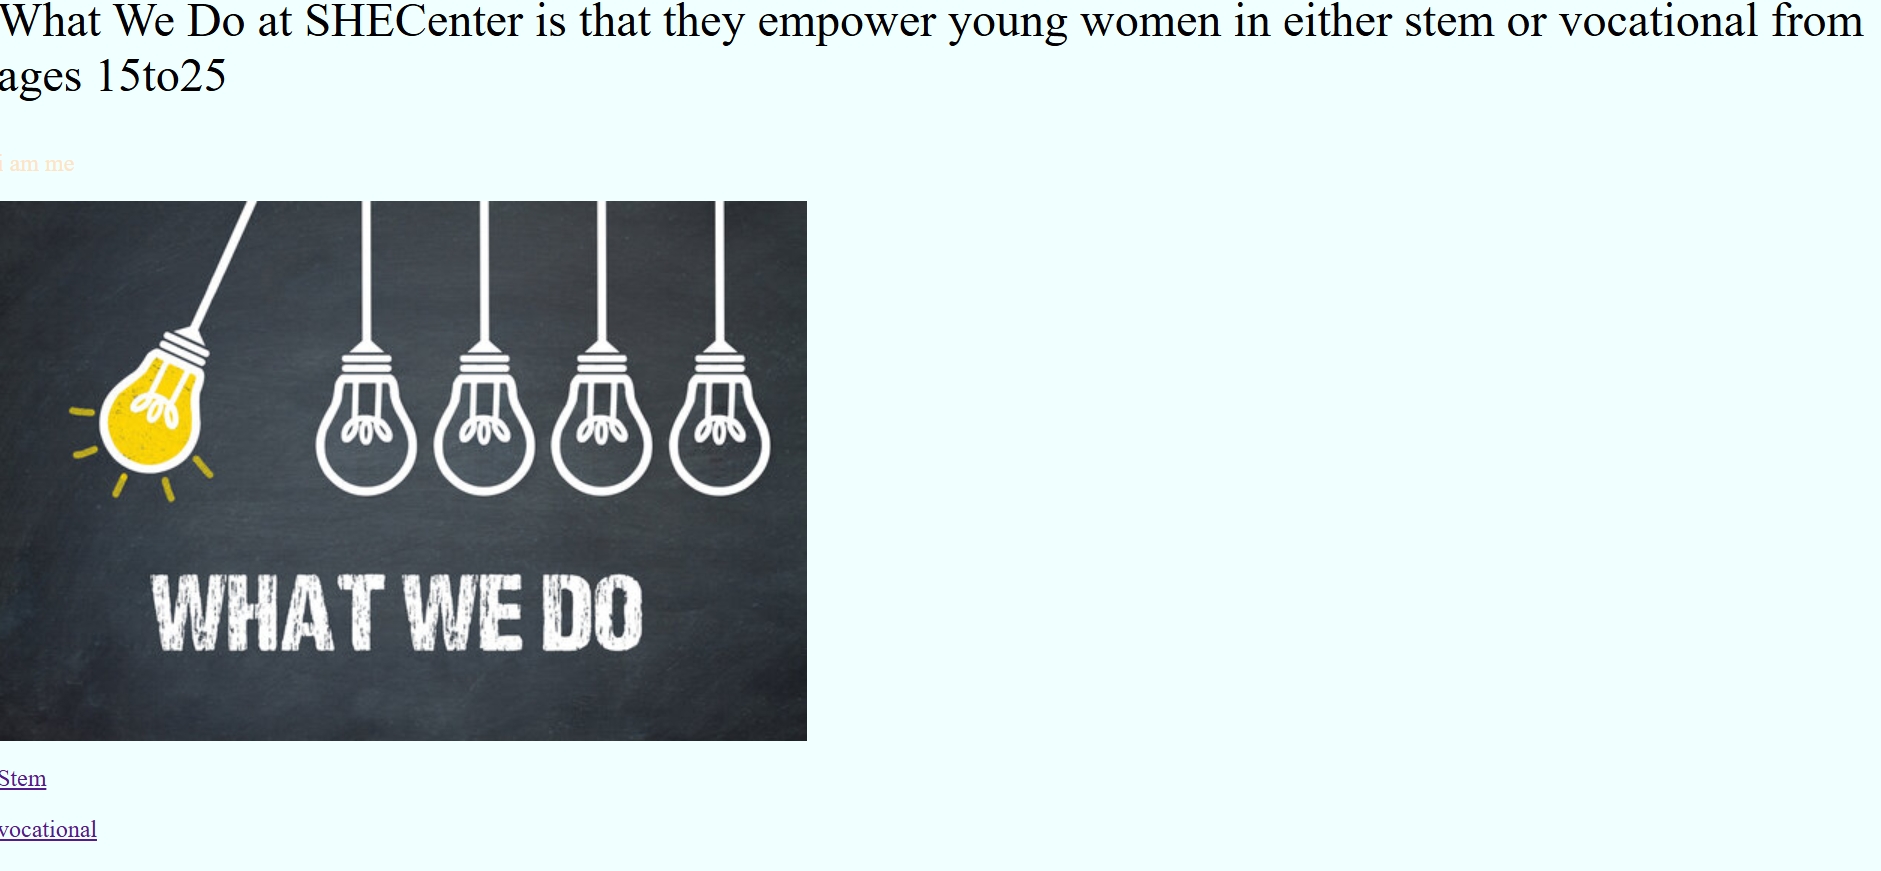 What We Do at SHECenter is that they empower young women in either stem or vocational from
ages 15to25
i am me
WHAT WE DO
Stem
vocational